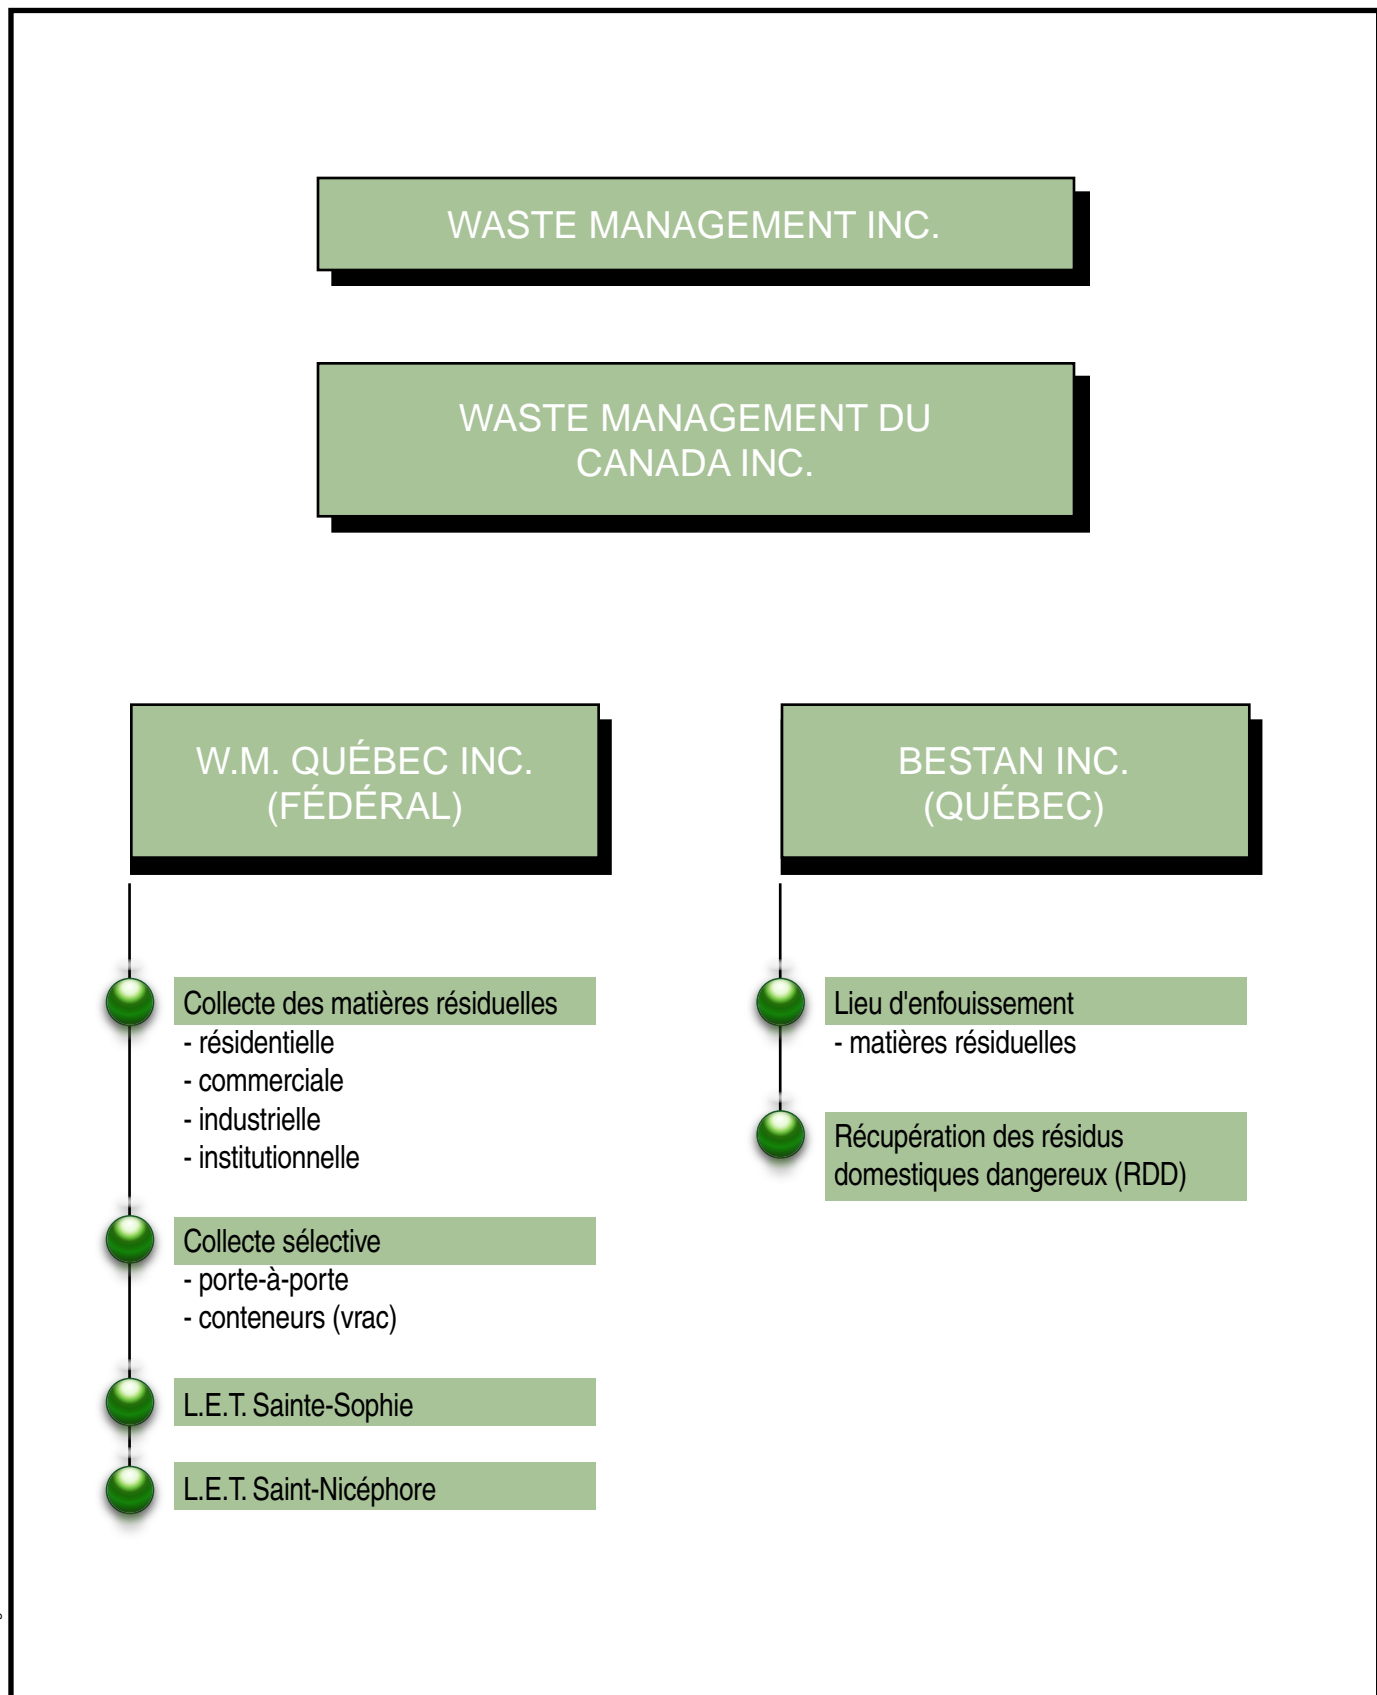 WASTE MANAGEMENT INC.
WASTE MANAGEMENT DU
CANADA INC.
W.M. QUÉBEC INC.
(FÉDÉRAL)
Collecte des matières résiduelles
- résidentielle
- commerciale
- industrielle
- institutionnelle
Collecte sélective
- porte-à-porte
- conteneurs (vrac)
L.E.T. Sainte-Sophie
L.E.T. Saint-Nicéphore
BESTAN INC.
(QUÉBEC)
Lieu d'enfouissement
- matières résiduelles
Récupération des résidus
domestiques dangereux (RDD)